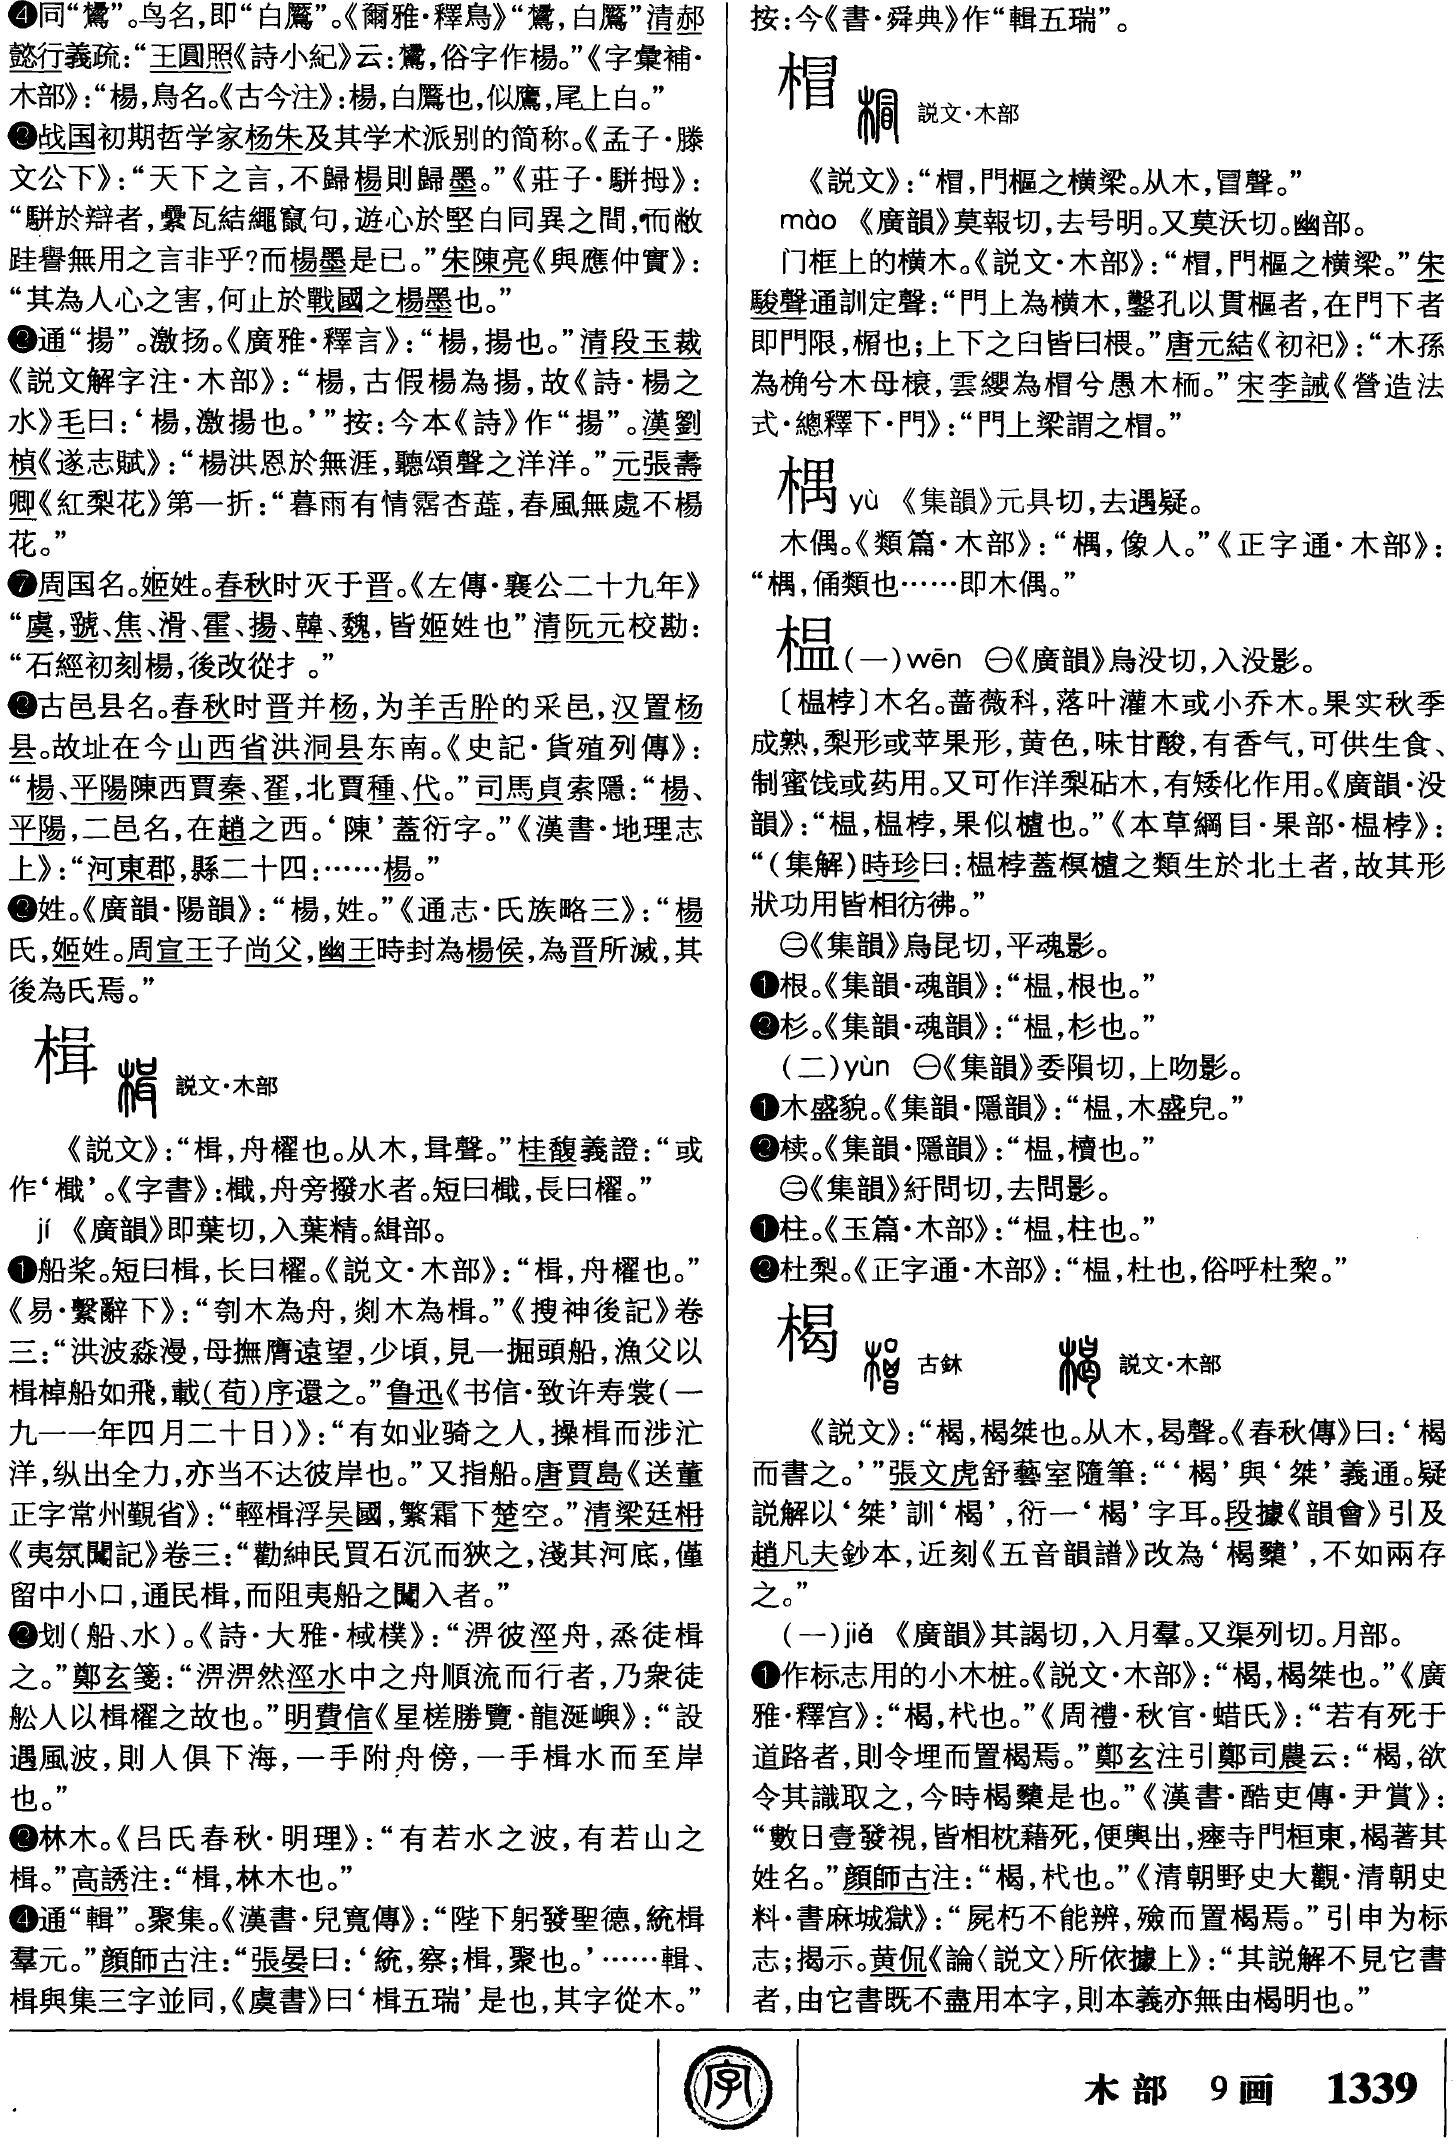 ❹同“鸉”。鸟名,即“白鷢”。《爾雅·釋鳥》“鸉,白鷢”清郝
懿行義疏:“王圓照《詩小紀》云:鸉,俗字作楊。”《字彙補·
木部》:“楊,鳥名。《古今注》:楊,白鷢也,似鷹,尾上白。”
战国初期哲学家杨朱及其学术派别的简称。《孟子·滕
文公下》:“天下之言,不歸楊則歸墨。”《莊子·駢拇》:
“駢於辯者,纍瓦結繩竄句,遊心於堅白同異之間,而敝
跬譽無用之言非乎?而楊墨是已。”朱陳亮《與應仲實》:
“其為人心之害,何止於戰國之楊墨也。”
通“揚”。激扬。《廣雅·釋言》:“楊,揚也。”清段玉裁
《説文解字注·木部》:“楊,古假楊為揚,故《詩·楊之
水》毛曰:‘楊,激揚也。’”按:今本《詩》作“揚”。漢劉
楨《遂志賦》:“楊洪恩於無涯,聽頌聲之洋洋。”元張壽
卿《紅梨花》第一折:“暮雨有情霑杏蕋,春風無處不楊
花。”
❼周国名。姬姓。春秋时灭于晋。《左傳·襄公二十九年》
“虞,虢、焦、滑、霍、揚、韓、魏,皆姬姓也”清阮元校勘:
“石經初刻楊,後改從扌。”
古邑县名。春秋时晋并杨,为羊舌肸的采邑,汉置杨
县。故址在今山西省洪洞县东南。《史記·貨殖列傳》:
“楊、平陽陳西賈秦、翟,北賈種、代。”司馬貞索隱:“楊、
平陽,二邑名,在趙之西。‘陳’蓋衍字。”《漢書·地理志
上》:“河東郡,縣二十四:……楊。”
姓。《廣韻·陽韻》:“楊,姓。”《通志·氏族略三》:“楊
氏,姬姓。周宣王子尚父,幽王時封為楊侯,為晉所滅,其
後為氏焉。”
楫 説文·木部
《説文》:“楫,舟櫂也。从木,咠聲。”桂馥義證:“或
作‘檝’。《字書》:檝,舟旁撥水者。短曰檝,長曰櫂。”
jí 《廣韻》即葉切,入葉精。緝部。
❶船桨。短曰楫,长曰櫂。《説文·木部》:“楫,舟櫂也。”
《易·繫辭下》:“刳木為舟,剡木為楫。”《搜神後記》卷
三:“洪波淼漫,母撫膺遠望,少頃,見一掘頭船,漁父以
楫棹船如飛,載(荀)序還之。”鲁迅《书信·致许寿裳(一
九一一年四月二十日)》:“有如业骑之人,操楫而涉汪
洋,纵出全力,亦当不达彼岸也。”又指船。唐賈島《送董
正字常州觐省》:“輕楫浮吴國,繁霜下楚空。”清梁廷枏
《夷氛聞記》卷三:“勸紳民買石沉而狹之,淺其河底,僅
留中小口,通民楫,而阻夷船之闖入者。”
划(船、水)。《詩·大雅·棫樸》:“淠彼涇舟,烝徒楫
之。”鄭玄箋:“淠淠然涇水中之舟順流而行者,乃衆徒
舩人以楫櫂之故也。”明費信《星槎勝覽·龍涎嶼》:“設
遇風波,則人俱下海,一手附舟傍,一手楫水而至岸
也。”
林木。《吕氏春秋·明理》:“有若水之波,有若山之
楫。”高誘注:“楫,林木也。”
❹通“輯”。聚集。《漢書·兒寬傳》:“陛下躬發聖德,統楫
羣元。”顔師古注:“張晏曰:‘統,察;楫,聚也。’……輯、
楫與集三字並同,《虞書》曰‘楫五瑞’是也,其字從木。”
按:今《書·舜典》作“輯五瑞”。
楣 説文·木部
《説文》:“㮘,門樞之横梁。从木,冒聲。”
mào 《廣韻》莫報切,去号明。又莫沃切。幽部。
门框上的横木。《説文·木部》:“㮘,門樞之横梁。”朱
駿聲通訓定聲:“門上為横木,鑿孔以貫樞者,在門下者
即門限,榍也;上下之臼皆曰椳。”唐元結《初祀》:“木孫
為桷兮木母榱,雲纓為㮘兮愚木栭。”宋李誡《營造法
式·總釋下·門》:“門上梁謂之㮘。”
楀 yù 《集韻》元具切,去遇疑。
木偶。《類篇·木部》:“㮂,像人。”《正字通·木部》:
“㮂,俑類也……即木偶。”
榅(一)wēn ㊀《廣韻》烏没切,入没影。
〔榅桲〕木名。蔷薇科,落叶灌木或小乔木。果实秋季
成熟,梨形或苹果形,黄色,味甘酸,有香气,可供生食、
制蜜饯或药用。又可作洋梨砧木,有矮化作用。《廣韻·没
韻》:“榅,榅桲,果似樝也。”《本草綱目·果部·榅桲》:
“(集解)時珍曰:榅桲蓋榠樝之類生於北土者,故其形
狀功用皆相彷彿。”
㊁《集韻》烏昆切,平魂影。
❶根。《集韻·魂韻》:“榅,根也。”
❷杉。《集韻·魂韻》:“榅,杉也。”
(二)yùn ㊀《集韻》委隕切,上吻影。
❶木盛貌。《集韻·隱韻》:“榅,木盛皃。”
❷椟。《集韻·隱韻》:“榅,櫝也。”
㊁《集韻》紆問切,去問影。
❶柱。《玉篇·木部》:“榅,柱也。”
❷杜梨。《正字通·木部》:“榅,杜也,俗呼杜棃。”
楬 古鉢 説文·木部
《説文》:“楬,楬桀也。从木,曷聲。《春秋傳》曰:‘楬
而書之。’”張文虎舒藝室隨筆:“‘楬’與‘桀’義通。疑
説解以‘桀’訓‘楬’,衍一‘楬’字耳。段據《韻會》引及
趙凡夫鈔本,近刻《五音韻譜》改為‘楬櫫’,不如兩存
之。”
(一)jié 《廣韻》其謁切,入月羣。又渠列切。月部。
❶作标志用的小木桩。《説文·木部》:“楬,楬桀也。”《廣
雅·釋宫》:“楬,杙也。”《周禮·秋官·蜡氏》:“若有死于
道路者,則令埋而置楬焉。”鄭玄注引鄭司農云:“楬,欲
令其識取之,今時楬櫫是也。”《漢書·酷吏傳·尹賞》:
“數日壹發視,皆相枕藉死,便輿出,瘞寺門桓東,楬著其
姓名。”顔師古注:“楬,杙也。”《清朝野史大觀·清朝史
料·書麻城獄》:“屍朽不能辨,殮而置楬焉。”引申为标
志;揭示。黄侃《論〈説文〉所依據上》:“其説解不見它書
者,由它書既不盡用本字,則本義亦無由楬明也。”
字
木部 9画 1339